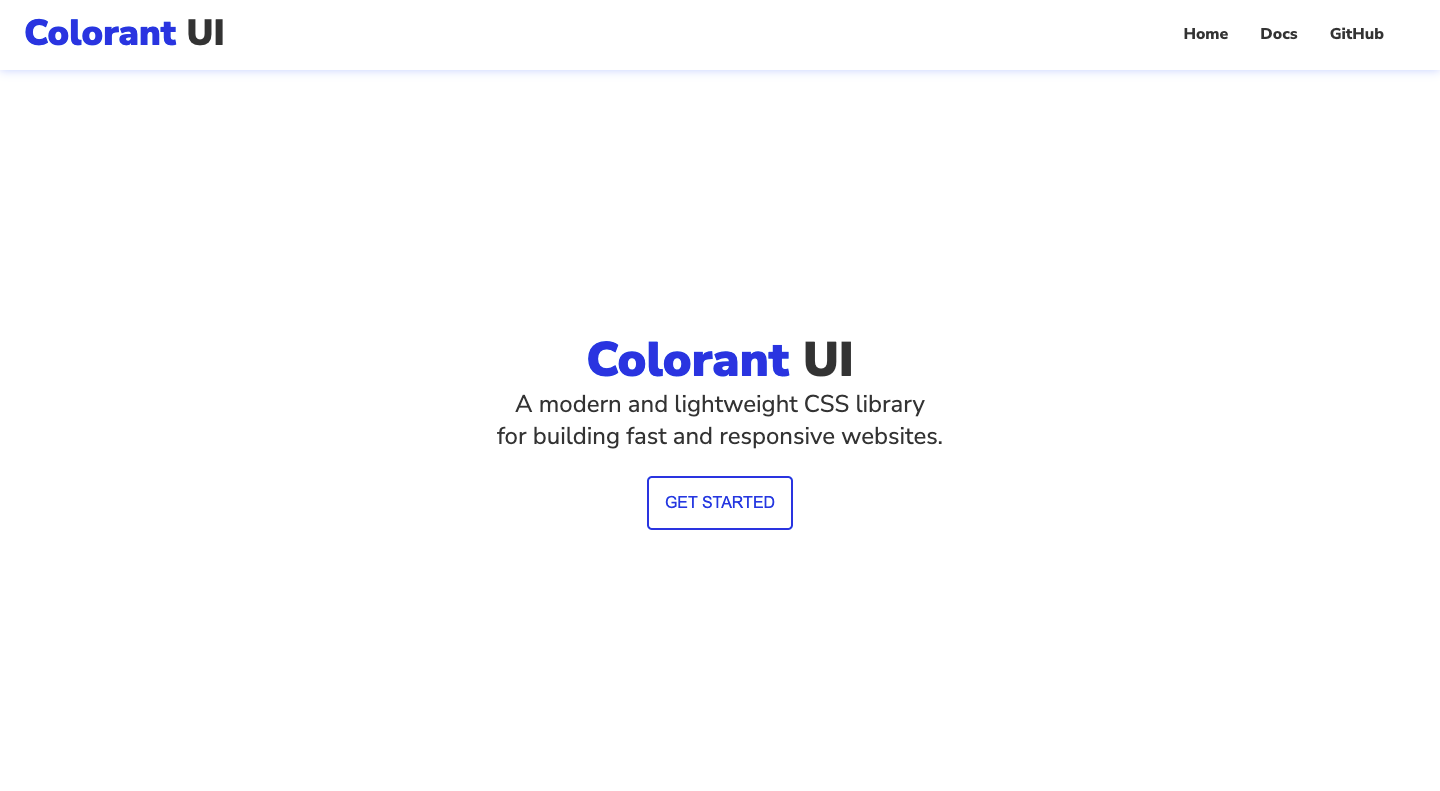 Colorant UI
Home
Docs
GitHub
Colorant UI
A modern and lightweight CSS library
for building fast and responsive websites.
GET STARTED